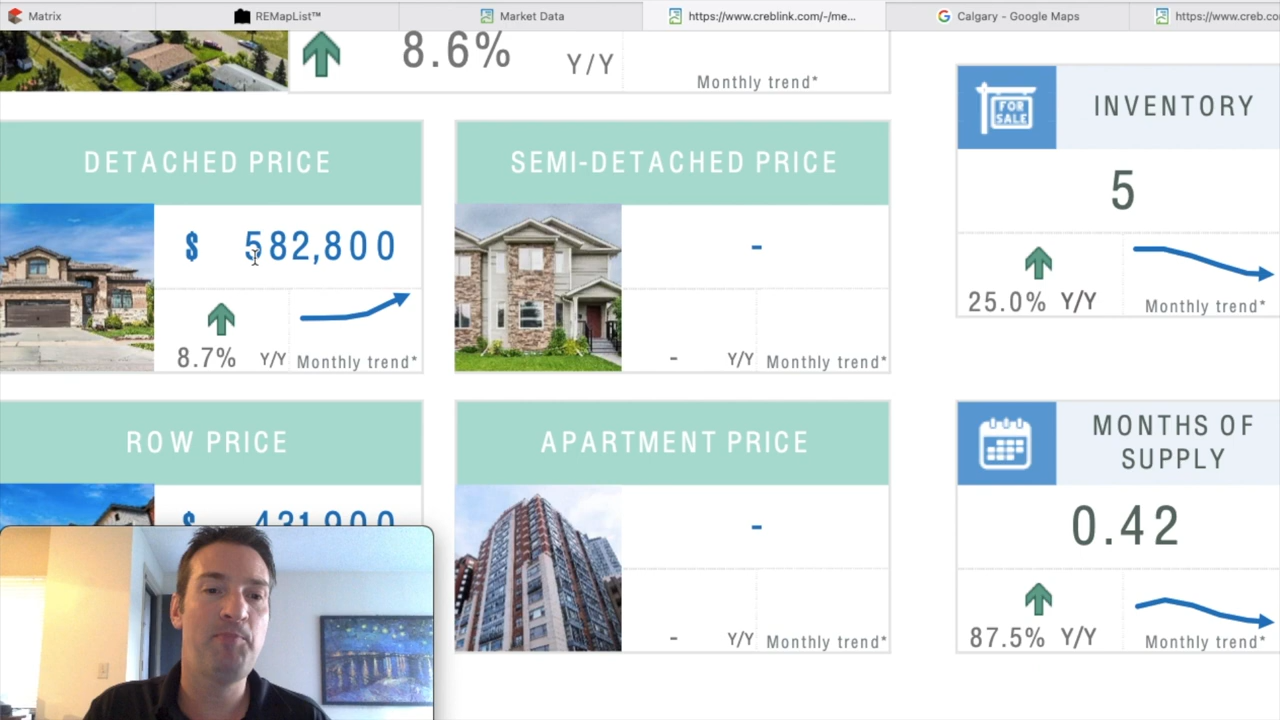 Matrix
REMapList™
Market Data
https://www.creblink.com/-/me...
Calgary - Google Maps
https://www.creb.co
8.6%
Y/Y
Monthly trend*
FOR SALE
INVENTORY
5
25.0% Y/Y
Monthly trend*
DETACHED PRICE
$ 582,800
8.7% Y/Y
Monthly trend*
SEMI-DETACHED PRICE
-
- Y/Y
Monthly trend*
ROW PRICE
$ 431,900
APARTMENT PRICE
-
- Y/Y
Monthly trend*
MONTHS OF
SUPPLY
0.42
87.5% Y/Y
Monthly trend*